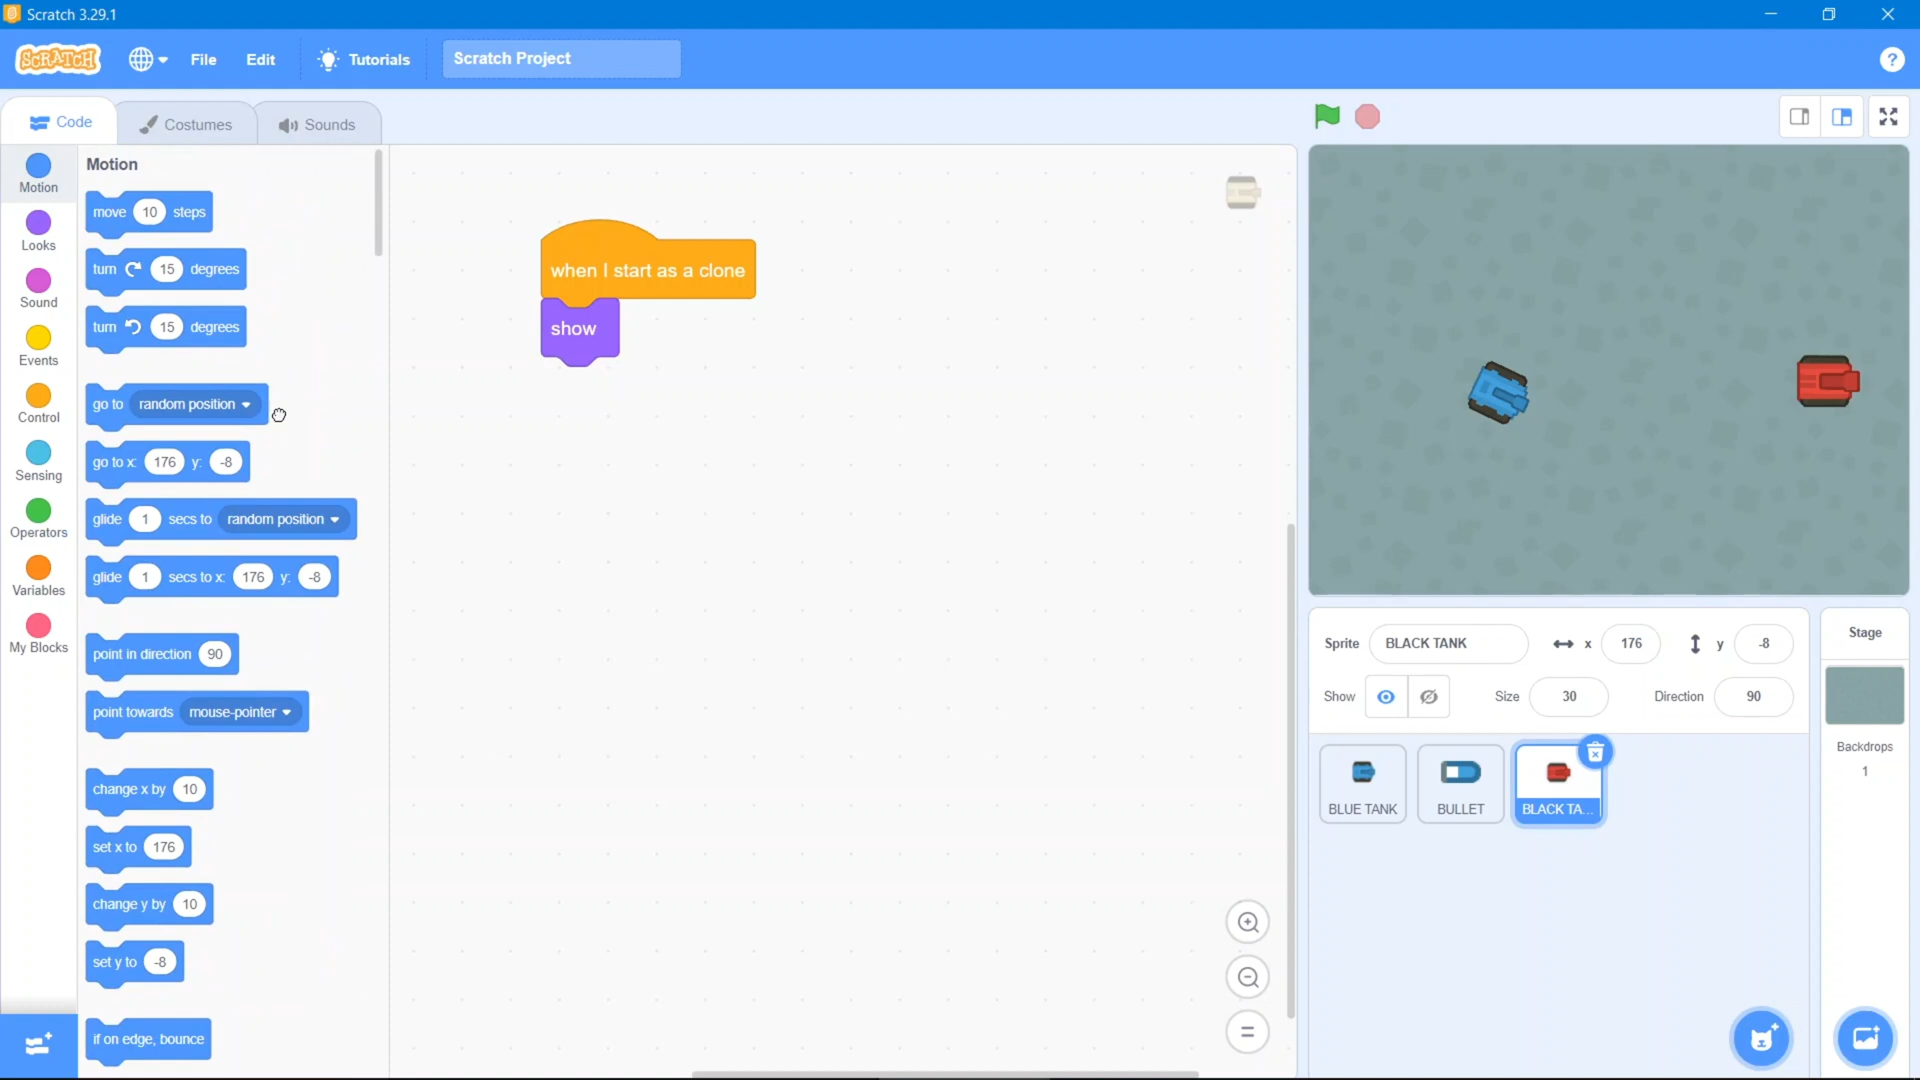 Scratch 3.29.1
SCRATCH
File
Edit
Tutorials
Scratch Project
?
Code
Costumes
Sounds
Motion
Looks
Sound
Events
Control
Sensing
Operators
Variables
My Blocks
Motion
move 10 steps
turn 15 degrees
turn 15 degrees
go to random position
go to x: 176 y: -8
glide 1 secs to random position
glide 1 secs to x: 176 y: -8
point in direction 90
point towards mouse-pointer
change x by 10
set x to 176
change y by 10
set y to -8
if on edge, bounce
when I start as a clone
show
Sprite BLACK TANK x 176 y -8
Show Size 30 Direction 90
BLUE TANK
BULLET
BLACK TA...
Stage
Backdrops
1